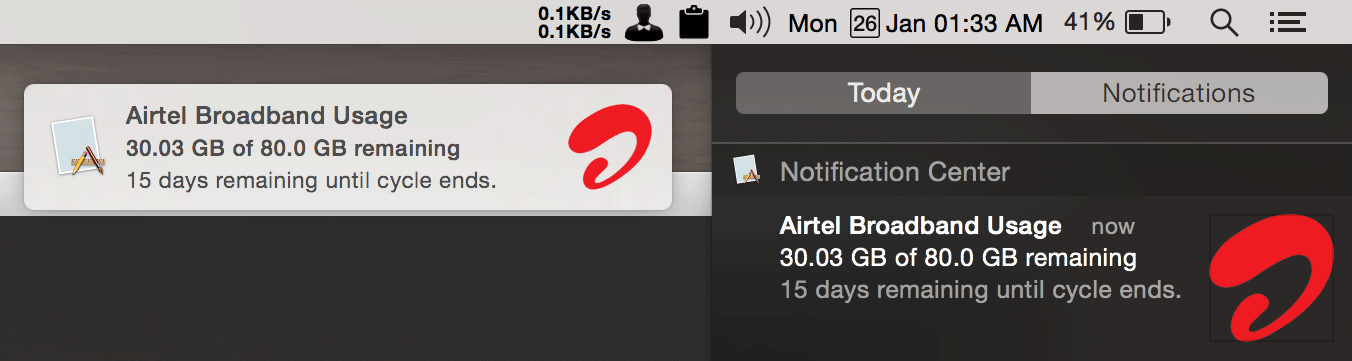 0.1KB/s
0.1KB/s
Mon 26 Jan 01:33 AM 41%
Airtel Broadband Usage
30.03 GB of 80.0 GB remaining
15 days remaining until cycle ends.
Today Notifications
Notification Center
Airtel Broadband Usage now
30.03 GB of 80.0 GB remaining
15 days remaining until cycle ends.